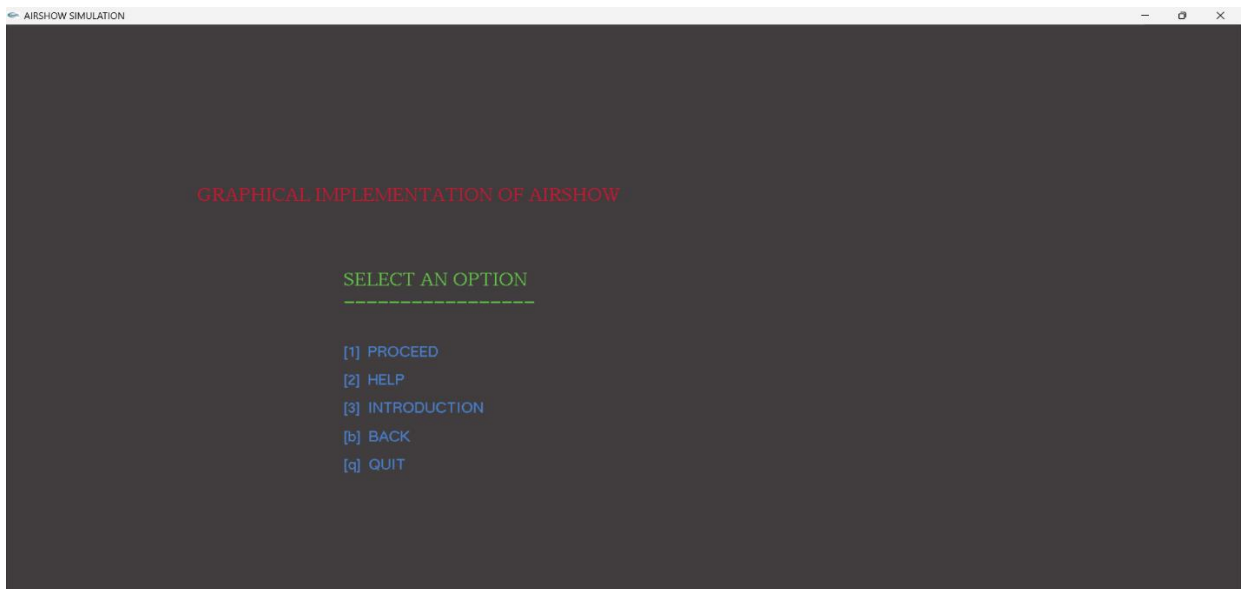 AIRSHOW SIMULATION
GRAPHICAL IMPLEMENTATION OF AIRSHOW
SELECT AN OPTION
-----------------
[1] PROCEED
[2] HELP
[3] INTRODUCTION
[b] BACK
[q] QUIT